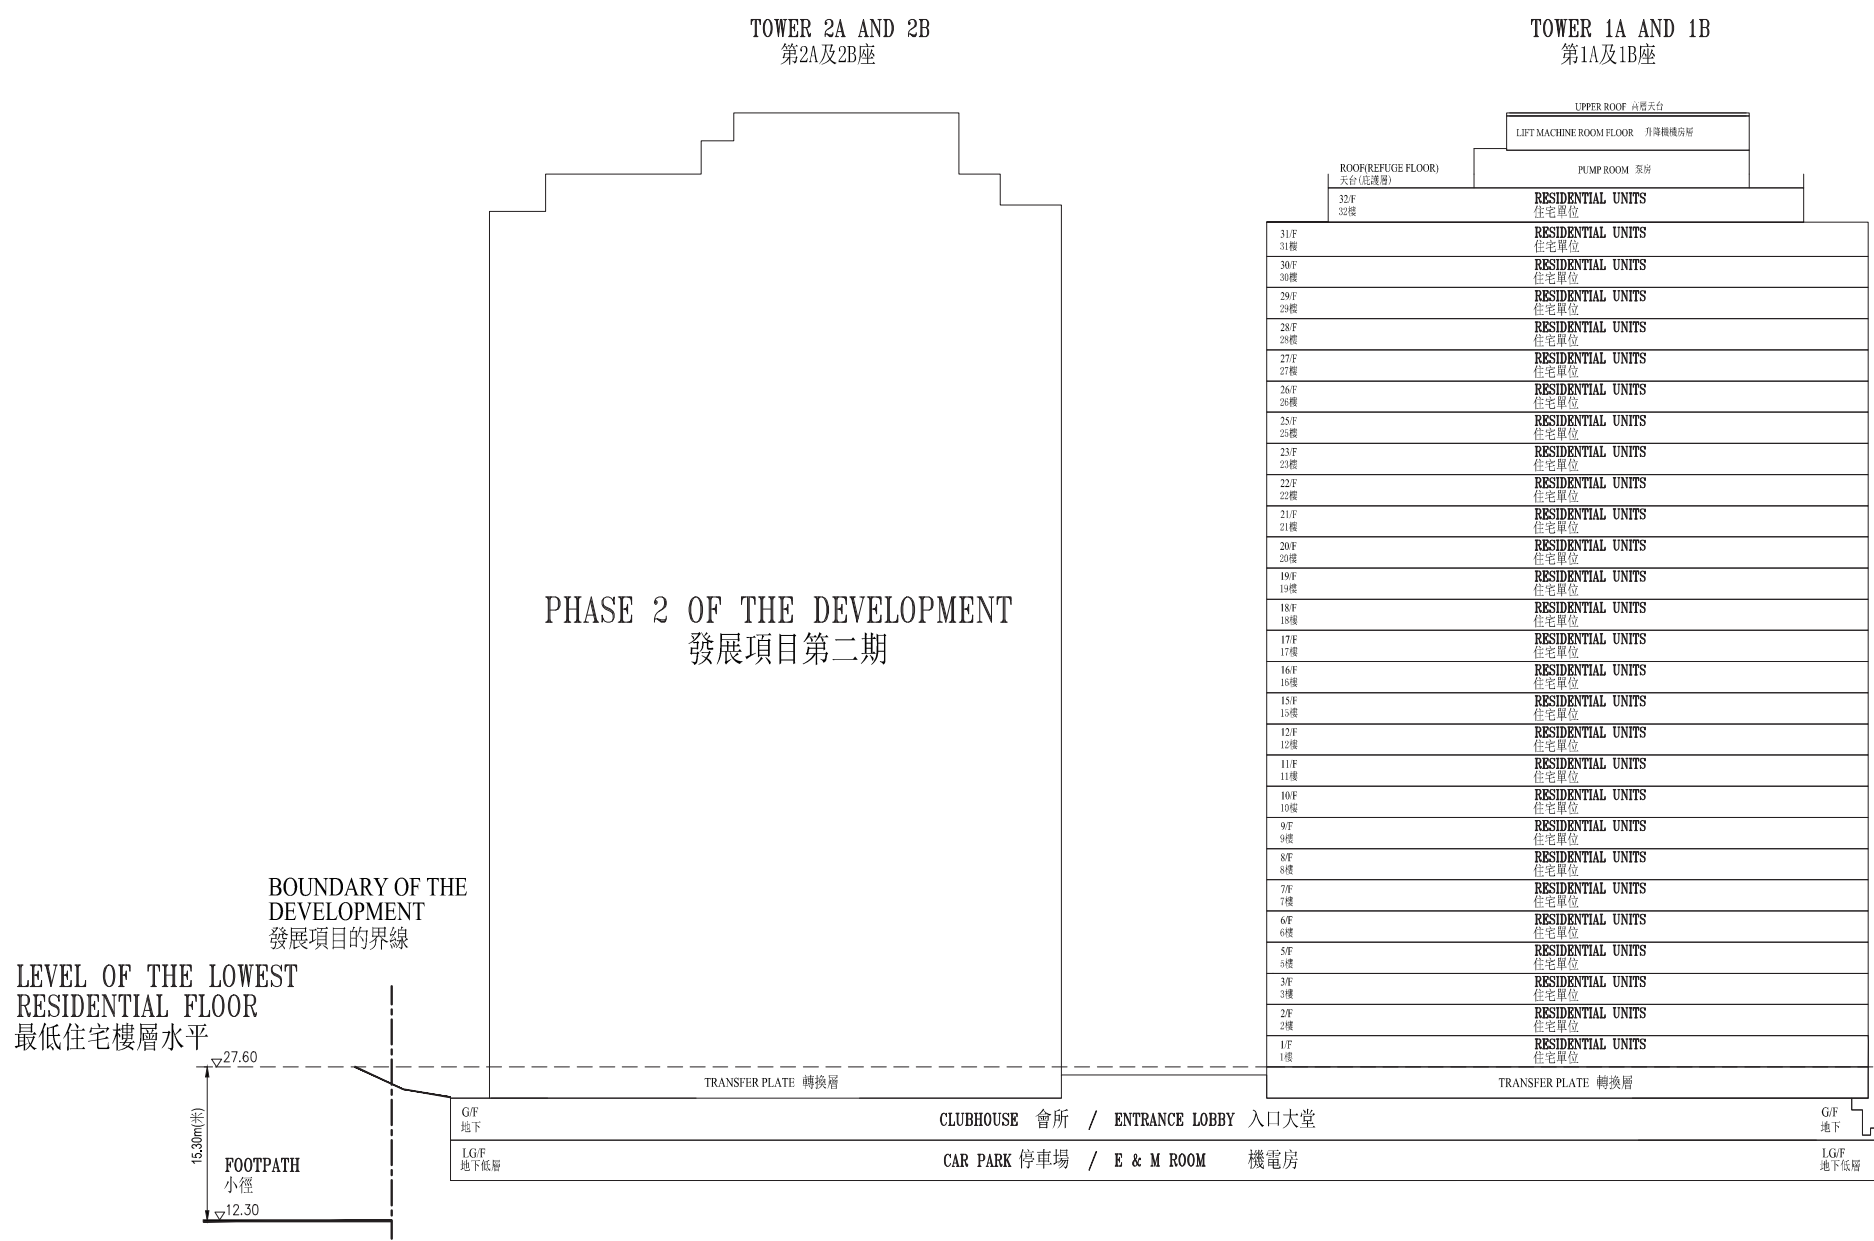 TOWER 2A AND 2B
第2A及2B座
TOWER 1A AND 1B
第1A及1B座
UPPER ROOF 高層天台
LIFT MACHINE ROOM FLOOR 升降機機房層
ROOF(REFUGE FLOOR)
天台(庇護層)
PUMP ROOM 泵房
32/F RESIDENTIAL UNITS
32樓 住宅單位
31/F RESIDENTIAL UNITS
31樓 住宅單位
30/F RESIDENTIAL UNITS
30樓 住宅單位
29/F RESIDENTIAL UNITS
29樓 住宅單位
28/F RESIDENTIAL UNITS
28樓 住宅單位
27/F RESIDENTIAL UNITS
27樓 住宅單位
26/F RESIDENTIAL UNITS
26樓 住宅單位
25/F RESIDENTIAL UNITS
25樓 住宅單位
23/F RESIDENTIAL UNITS
23樓 住宅單位
22/F RESIDENTIAL UNITS
22樓 住宅單位
21/F RESIDENTIAL UNITS
21樓 住宅單位
20/F RESIDENTIAL UNITS
20樓 住宅單位
19/F RESIDENTIAL UNITS
19樓 住宅單位
18/F RESIDENTIAL UNITS
18樓 住宅單位
17/F RESIDENTIAL UNITS
17樓 住宅單位
16/F RESIDENTIAL UNITS
16樓 住宅單位
15/F RESIDENTIAL UNITS
15樓 住宅單位
12/F RESIDENTIAL UNITS
12樓 住宅單位
11/F RESIDENTIAL UNITS
11樓 住宅單位
10/F RESIDENTIAL UNITS
10樓 住宅單位
9/F RESIDENTIAL UNITS
9樓 住宅單位
8/F RESIDENTIAL UNITS
8樓 住宅單位
7/F RESIDENTIAL UNITS
7樓 住宅單位
6/F RESIDENTIAL UNITS
6樓 住宅單位
5/F RESIDENTIAL UNITS
5樓 住宅單位
3/F RESIDENTIAL UNITS
3樓 住宅單位
2/F RESIDENTIAL UNITS
2樓 住宅單位
1/F RESIDENTIAL UNITS
1樓 住宅單位
PHASE 2 OF THE DEVELOPMENT
發展項目第二期
BOUNDARY OF THE
DEVELOPMENT
發展項目的界線
LEVEL OF THE LOWEST
RESIDENTIAL FLOOR
最低住宅樓層水平
27.60
TRANSFER PLATE 轉換層
TRANSFER PLATE 轉換層
G/F
地下
CLUBHOUSE 會所 / ENTRANCE LOBBY 入口大堂
G/F
地下
LG/F
地下低層
CAR PARK 停車場 / E & M ROOM 機電房
LG/F
地下低層
15.30m(米)
FOOTPATH
小徑
12.30